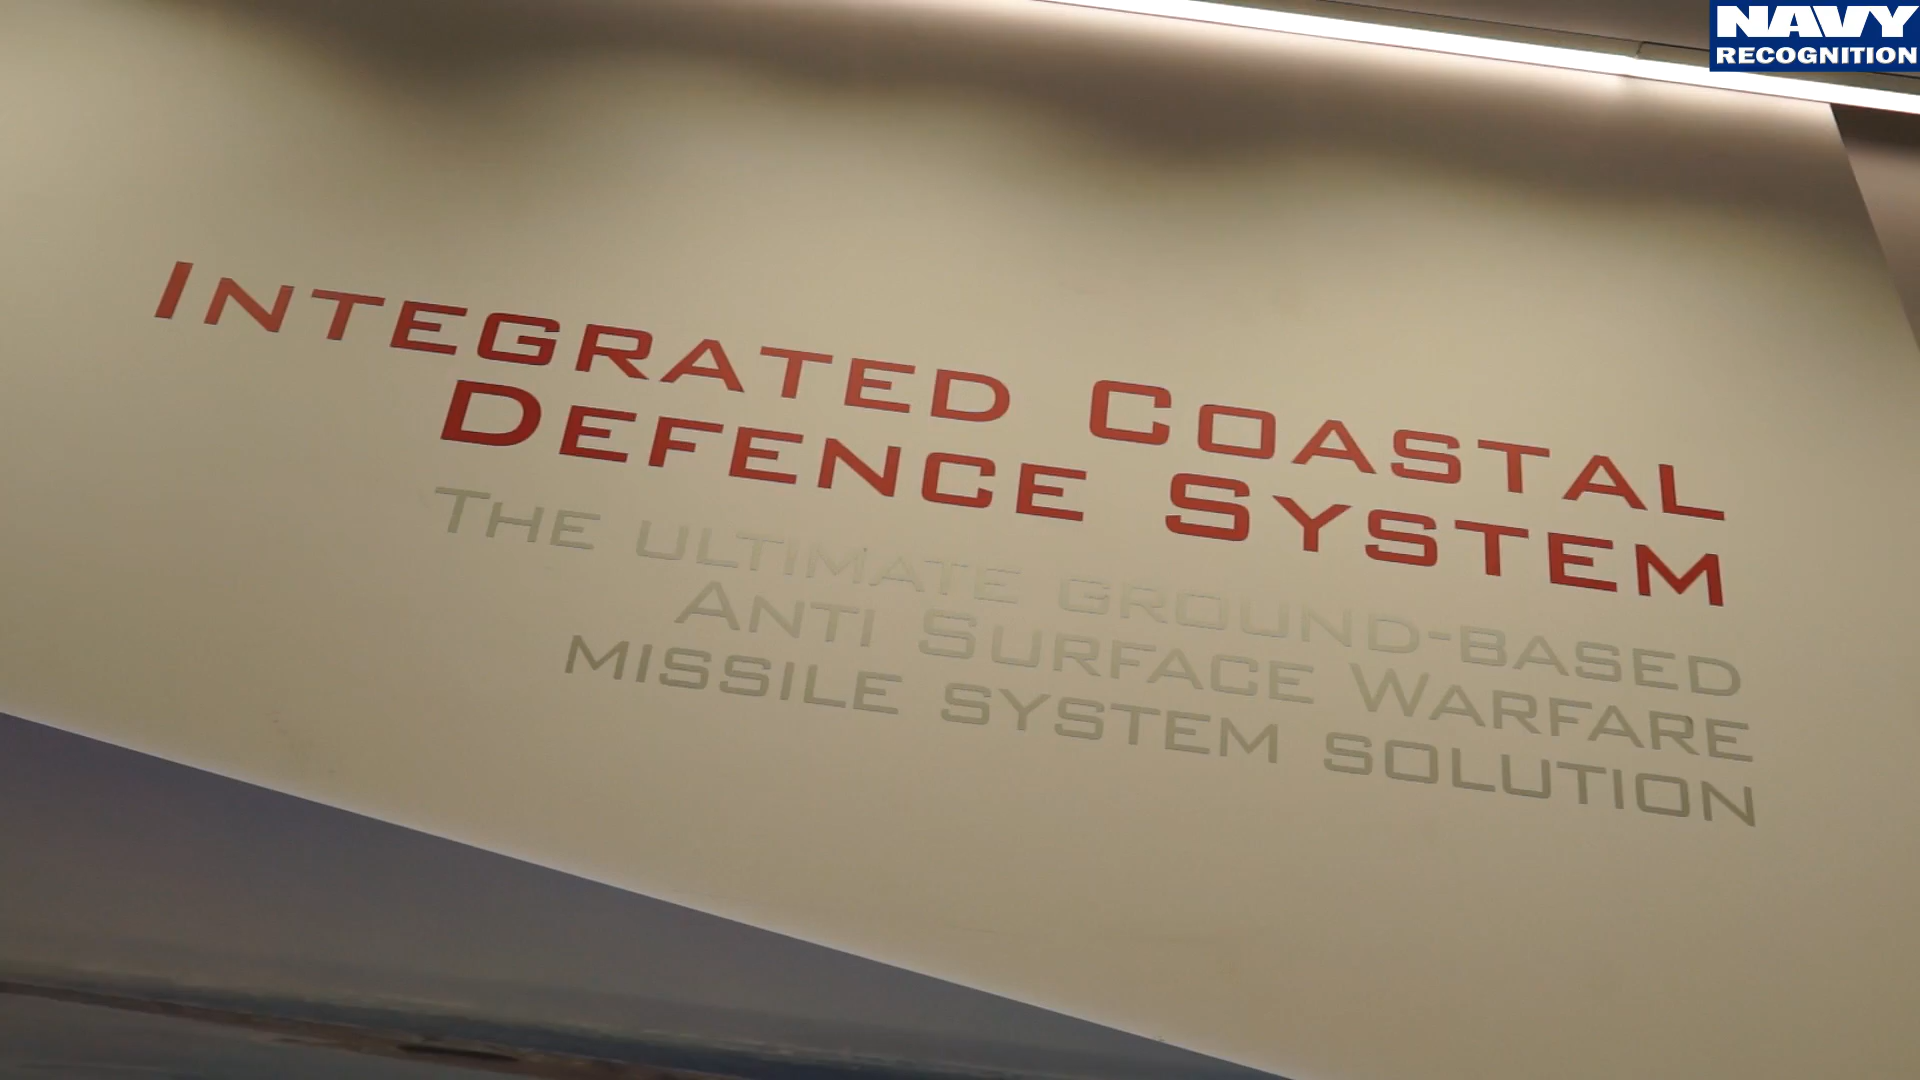 NAVY
RECOGNITION
INTEGRATED COASTAL
DEFENCE SYSTEM
THE ULTIMATE GROUND-BASED
ANTI SURFACE WARFARE
MISSILE SYSTEM SOLUTION